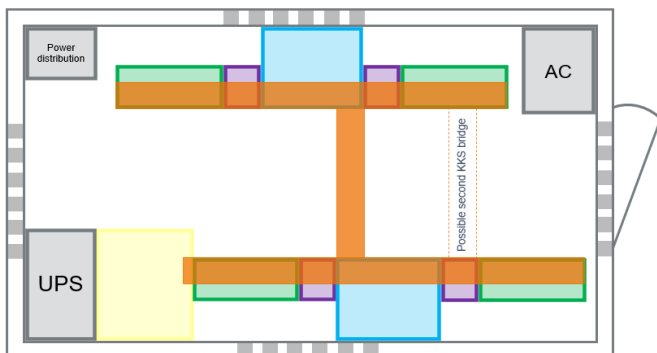 Power
distribution
AC
Possible second KKS bridge
UPS